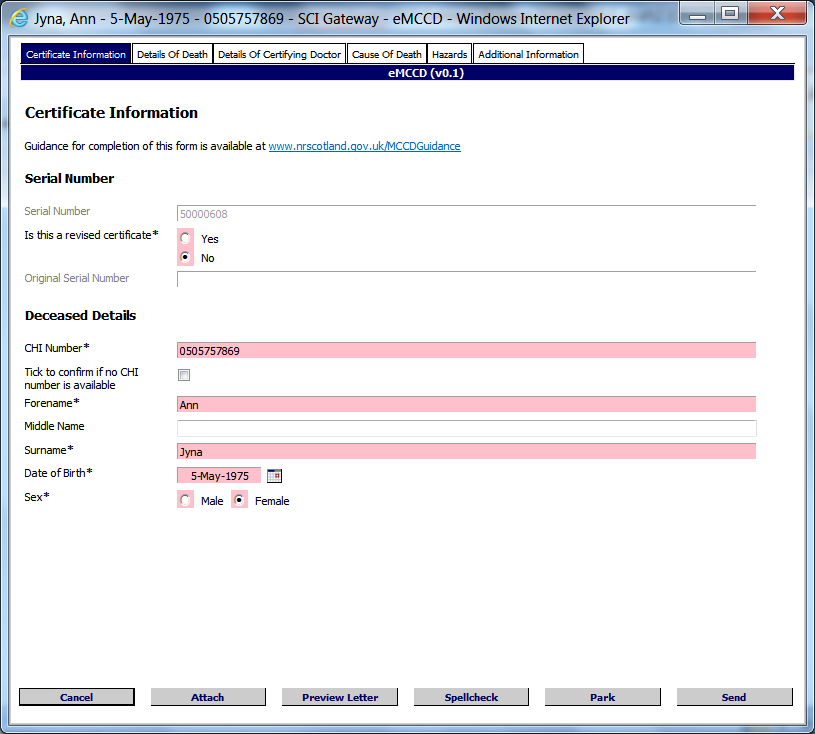 Jyna, Ann - 5-May-1975 - 0505757869 - SCI Gateway - eMCCD - Windows Internet Explorer
Certificate Information Details Of Death Details Of Certifying Doctor Cause Of Death Hazards Additional Information
eMCCD (v0.1)
Certificate Information
Guidance for completion of this form is available at www.nrscotland.gov.uk/MCCDGuidance
Serial Number
Serial Number 50000608
Is this a revised certificate* Yes
No
Original Serial Number
Deceased Details
CHI Number* 0505757869
Tick to confirm if no CHI
number is available
Forename* Ann
Middle Name
Surname* Jyna
Date of Birth* 5-May-1975
Sex* Male Female
Cancel Attach Preview Letter Spellcheck Park Send